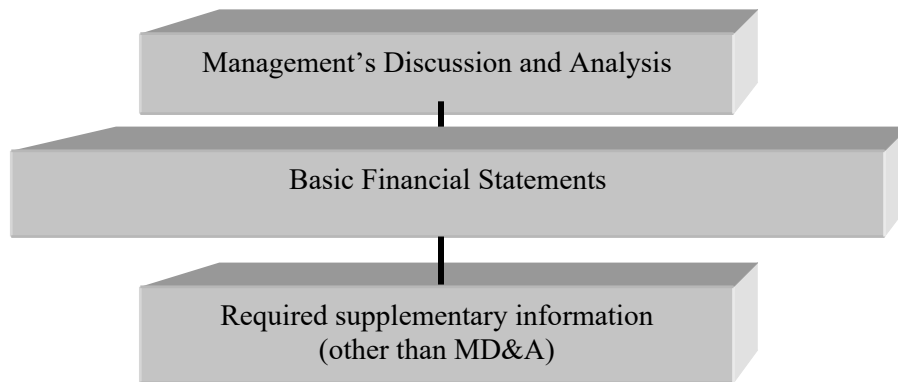 Management’s Discussion and Analysis
Basic Financial Statements
Required supplementary information
(other than MD&A)